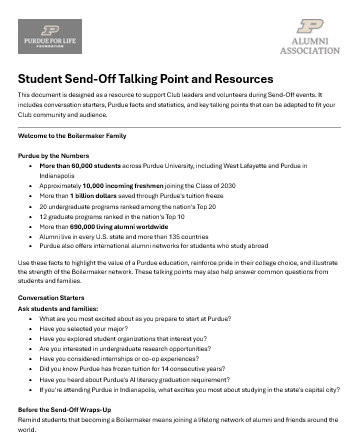 P
PURDUE FOR LIFE
FOUNDATION
P
ALUMNI
ASSOCIATION
Student Send-Off Talking Point and Resources
This document is designed as a resource to support Club leaders and volunteers during Send-Off events. It
includes conversation starters, Purdue facts and statistics, and key talking points that can be adapted to fit your
Club community and audience.
Welcome to the Boilermaker Family
Purdue by the Numbers
• More than 60,000 students across Purdue University, including West Lafayette and Purdue in
Indianapolis
• Approximately 10,000 incoming freshmen joining the Class of 2030
• More than 1 billion dollars saved through Purdue's tuition freeze
• 20 undergraduate programs ranked among the nation's Top 20
• 12 graduate programs ranked in the nation's Top 10
• More than 690,000 living alumni worldwide
• Alumni live in every U.S. state and more than 135 countries
• Purdue also offers international alumni networks for students who study abroad
Use these facts to highlight the value of a Purdue education, reinforce pride in their college choice, and illustrate
the strength of the Boilermaker network. These talking points may also help answer common questions from
students and families.
Conversation Starters
Ask students and families:
• What are you most excited about as you prepare to start at Purdue?
• Have you selected your major?
• Have you explored student organizations that interest you?
• Are you interested in undergraduate research opportunities?
• Have you considered internships or co-op experiences?
• Did you know Purdue has frozen tuition for 14 consecutive years?
• Have you heard about Purdue's AI literacy graduation requirement?
• If you're attending Purdue in Indianapolis, what excites you most about studying in the state's capital city?
Before the Send-Off Wraps-Up
Remind students that becoming a Boilermaker means joining a lifelong network of alumni and friends around the
world.